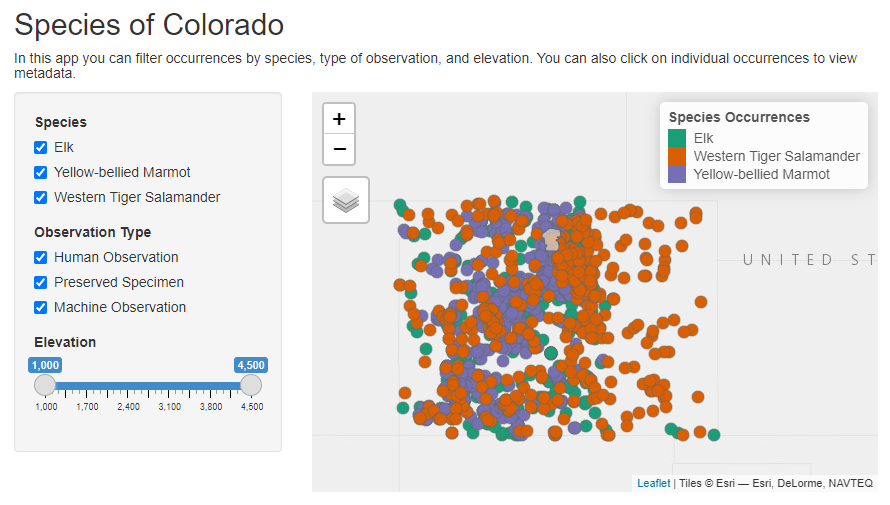 Species of Colorado
In this app you can filter occurrences by species, type of observation, and elevation. You can also click on individual occurrences to view
metadata.
Species
Elk
Yellow-bellied Marmot
Western Tiger Salamander
Observation Type
Human Observation
Preserved Specimen
Machine Observation
Elevation
1,000 4,500
1,000 1,700 2,400 3,100 3,800 4,500
+
−
Species Occurrences
Elk
Western Tiger Salamander
Yellow-bellied Marmot
UNITED ST
Leaflet | Tiles © Esri — Esri, DeLorme, NAVTEQ